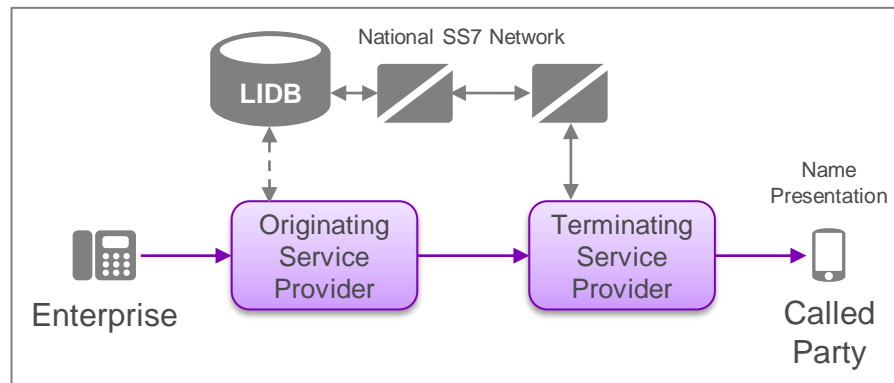 National SS7 Network
LIDB
Name
Presentation
Originating
Service
Provider
Terminating
Service
Provider
Enterprise
Called
Party